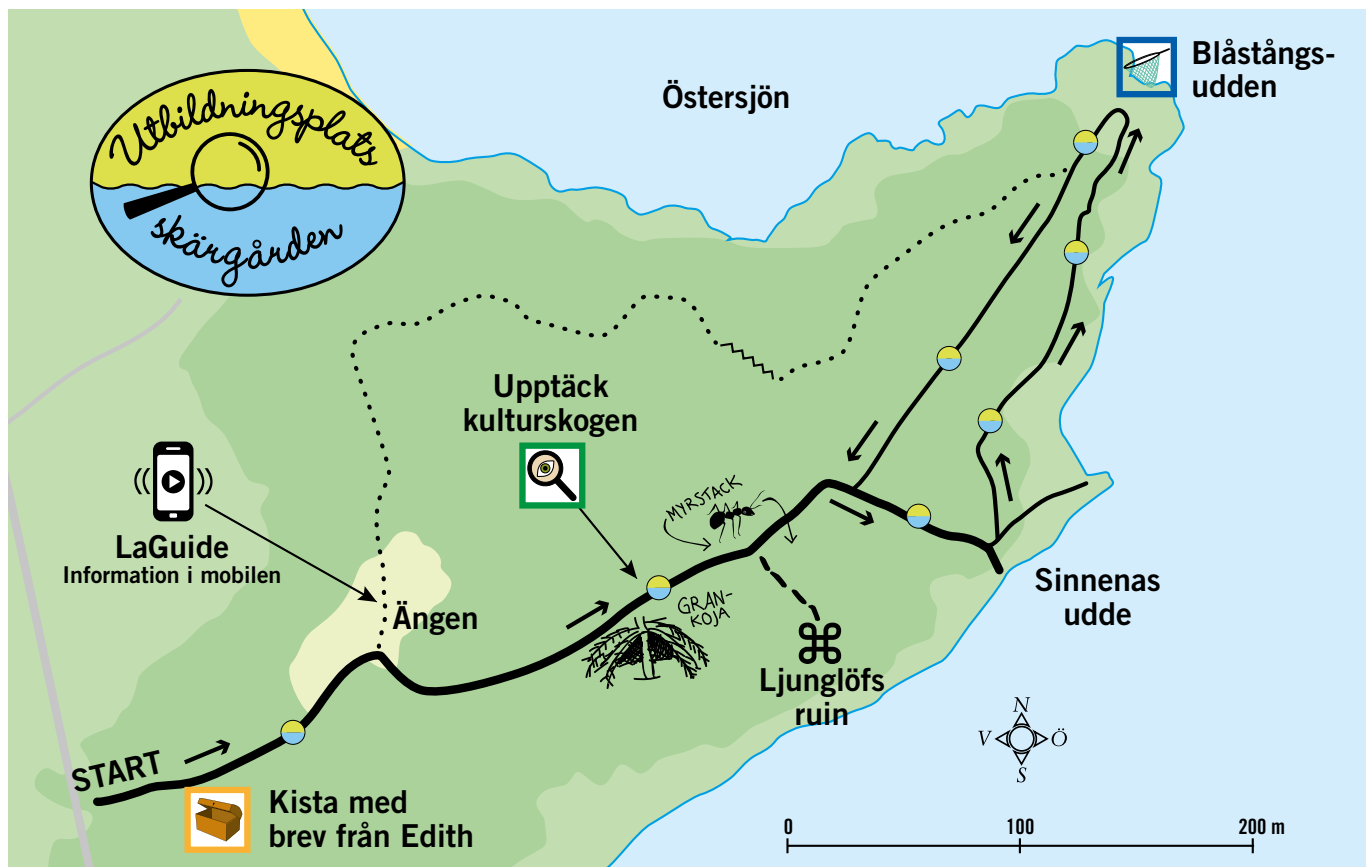 Utbildningsplats
skärgården
Östersjön
Blåstångs-
udden
Upptäck
kulturskogen
LaGuide
Information i mobilen
Ängen
MYRSTACK
GRAN-
KOJA
Ljunglöfs
ruin
Sinnenas
udde
START
Kista med
brev från Edith
N
V Ö
S
0 100 200 m